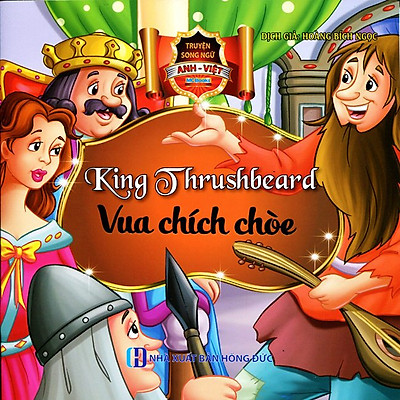 DỊCH GIẢ: HOÀNG BÍCH NGỌC
TRUYỆN
SONG NGỮ
ANH - VIỆT
MCBooks
King Thrushbeard
Vua chích chòe
NHÀ XUẤT BẢN HỒNG ĐỨC